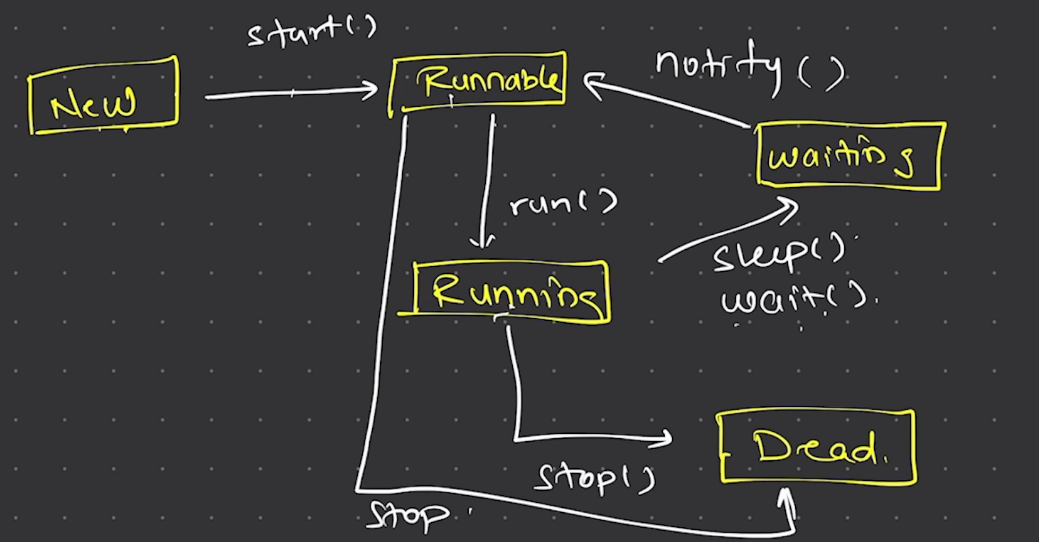 start()
New
Runnable
notify()
waiting
run()
sleep()
wait().
Running
Dead.
stop()
stop